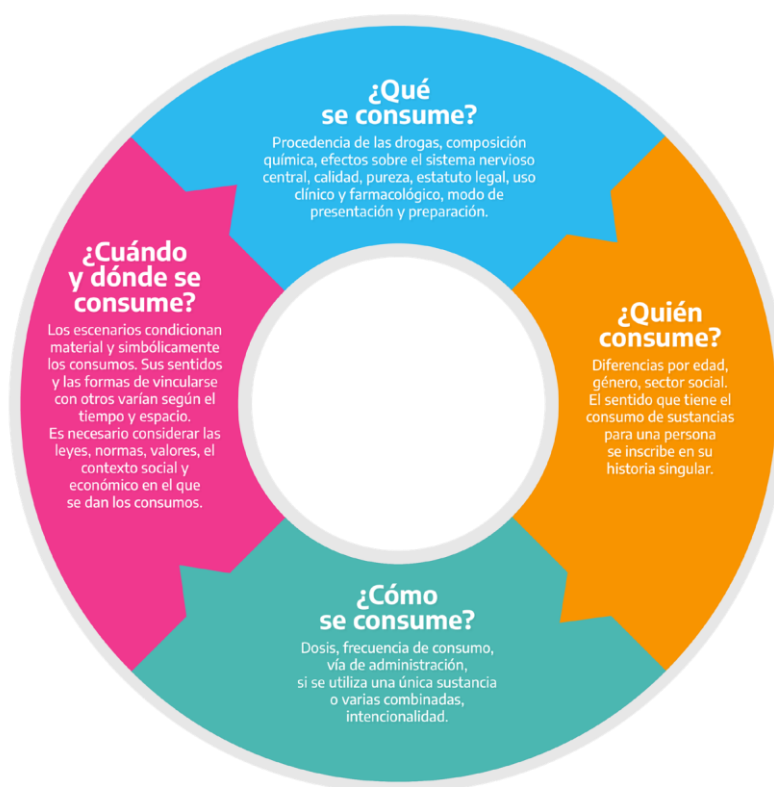 ¿Qué
se consume?
Procedencia de las drogas, composición
química, efectos sobre el sistema nervioso
central, calidad, pureza, estatuto legal, uso
clínico y farmacológico, modo de
presentación y preparación.
¿Quién
consume?
Diferencias por edad,
género, sector social.
El sentido que tiene el
consumo de sustancias
para una persona
se inscribe en su
historia singular.
¿Cómo
se consume?
Dosis, frecuencia de consumo,
vía de administración,
si se utiliza una única sustancia
o varias combinadas,
intencionalidad.
¿Cuándo
y dónde se
consume?
Los escenarios condicionan
material y simbólicamente
los consumos. Sus sentidos
y las formas de vincularse
con otros varían según el
tiempo y espacio.
Es necesario considerar las
leyes, normas, valores, el
contexto social y
económico en el que
se dan los consumos.